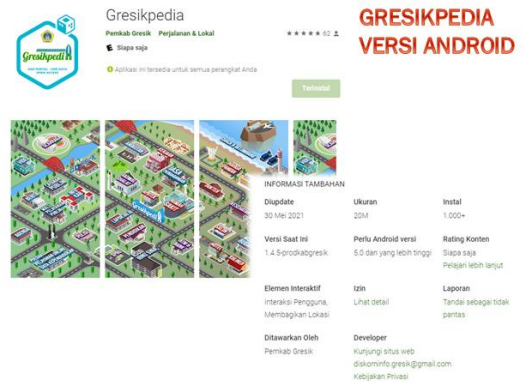 Gresikpedia
Pemkab Gresik Perjalanan & Lokal
62
Siapa saja
Aplikasi ini tersedia untuk semua perangkat Anda
Terinstal
GRESIKPEDIA
VERSI ANDROID
Gresikpedia
INFORMASI TAMBAHAN
Diupdate
30 Mei 2021
Ukuran
20M
Instal
1.000+
Versi Saat Ini
1.4.5-prodkabgresik
Perlu Android versi
5.0 dan yang lebih tinggi
Rating Konten
Siapa saja
Pelajari lebih lanjut
Elemen Interaktif
Interaksi Pengguna,
Membagikan Lokasi
Izin
Lihat detail
Laporan
Tandai sebagai tidak
pantas
Ditawarkan Oleh
Pemkab Gresik
Developer
Kunjungi situs web
diskominfo.gresik@gmail.com
Kebijakan Privasi